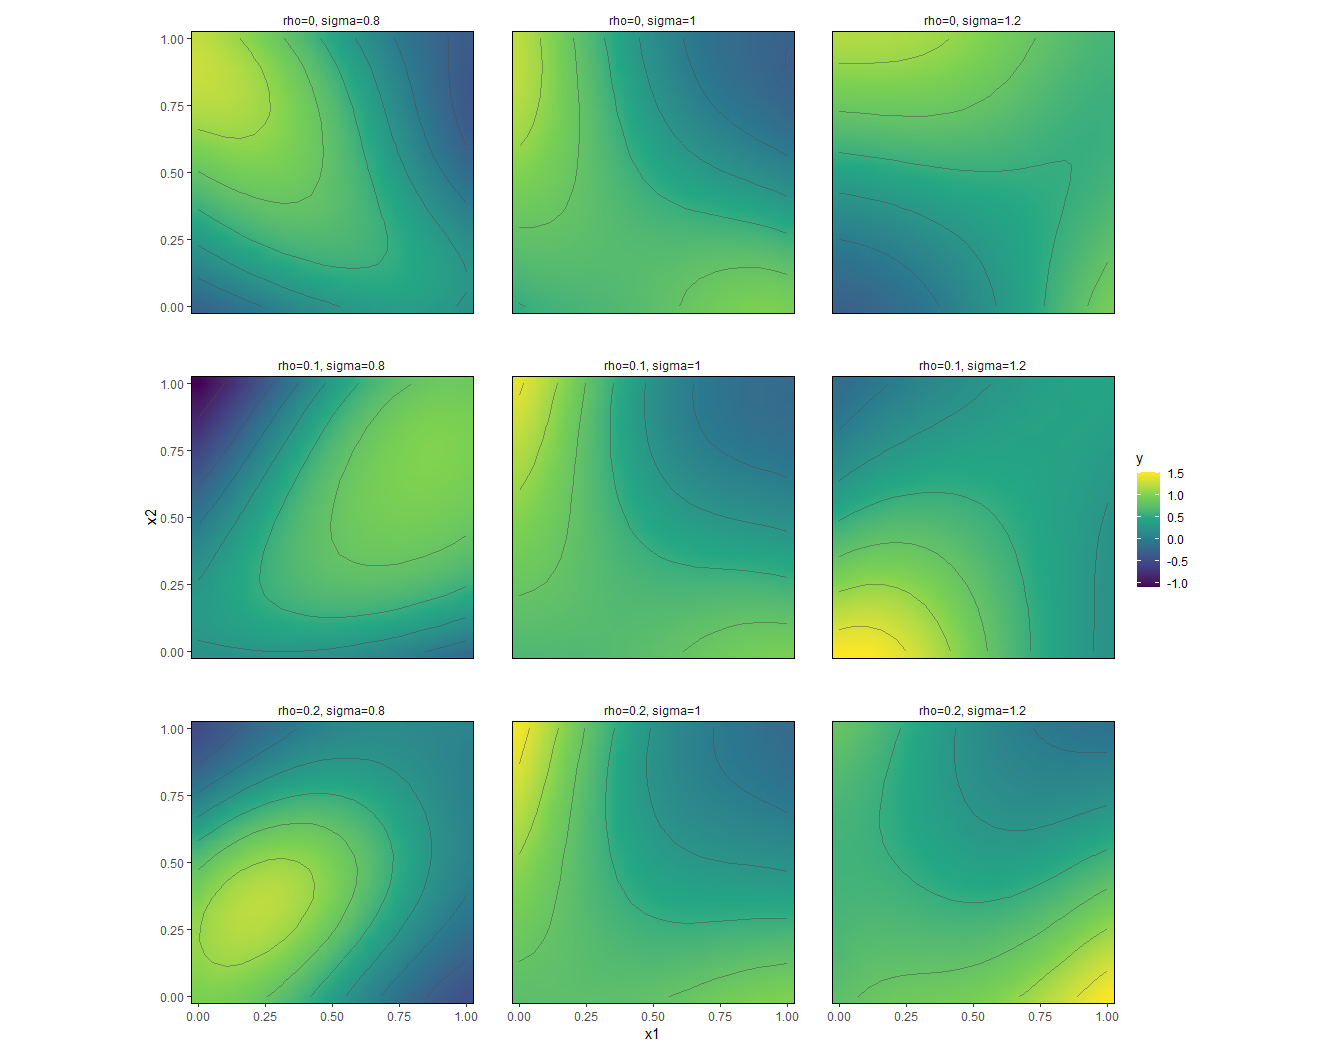 rho=0, sigma=0.8
rho=0, sigma=1
rho=0, sigma=1.2
1.00
0.75
0.50
0.25
0.00
rho=0.1, sigma=0.8
rho=0.1, sigma=1
rho=0.1, sigma=1.2
1.00
0.75
0.50
0.25
0.00
x2
y
1.5
1.0
0.5
0.0
-0.5
-1.0
rho=0.2, sigma=0.8
rho=0.2, sigma=1
rho=0.2, sigma=1.2
1.00
0.75
0.50
0.25
0.00
0.00 0.25 0.50 0.75 1.00
0.00 0.25 0.50 0.75 1.00
0.00 0.25 0.50 0.75 1.00
x1